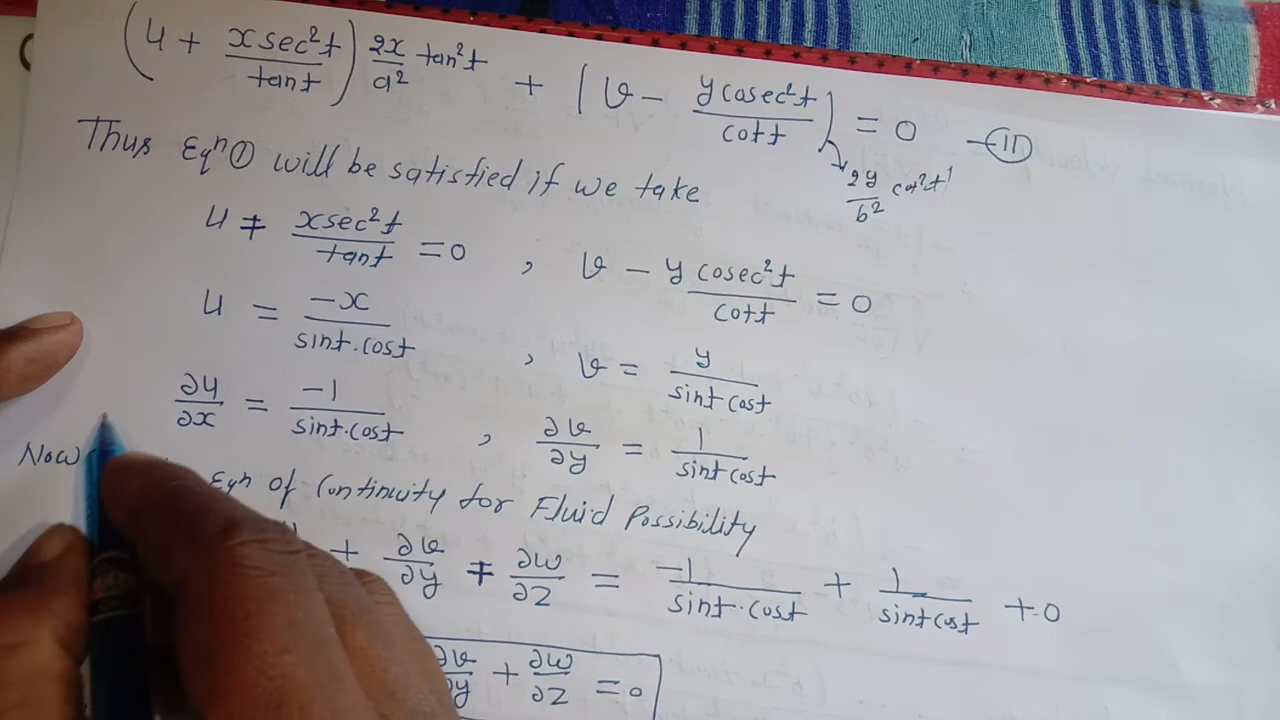 (u + x sec²t / tant) 2x/a² tan²t + (v - y cosec²t / cott) = 0 -(11)
2y/b² cot²t
Thus Eqⁿ① will be satisfied if we take
u + x sec²t / tant = 0 , v - y cosec²t / cott = 0
u = -x / sint.cost , v = y / sint cost
∂u/∂x = -1 / sint.cost , ∂v/∂y = 1 / sint cost
Now
Eqⁿ of Continuity for Fluid Possibility
+ ∂v/∂y + ∂w/∂z = -1 / sint.cost + 1 / sint cost + 0
∂v/∂y + ∂w/∂z = 0